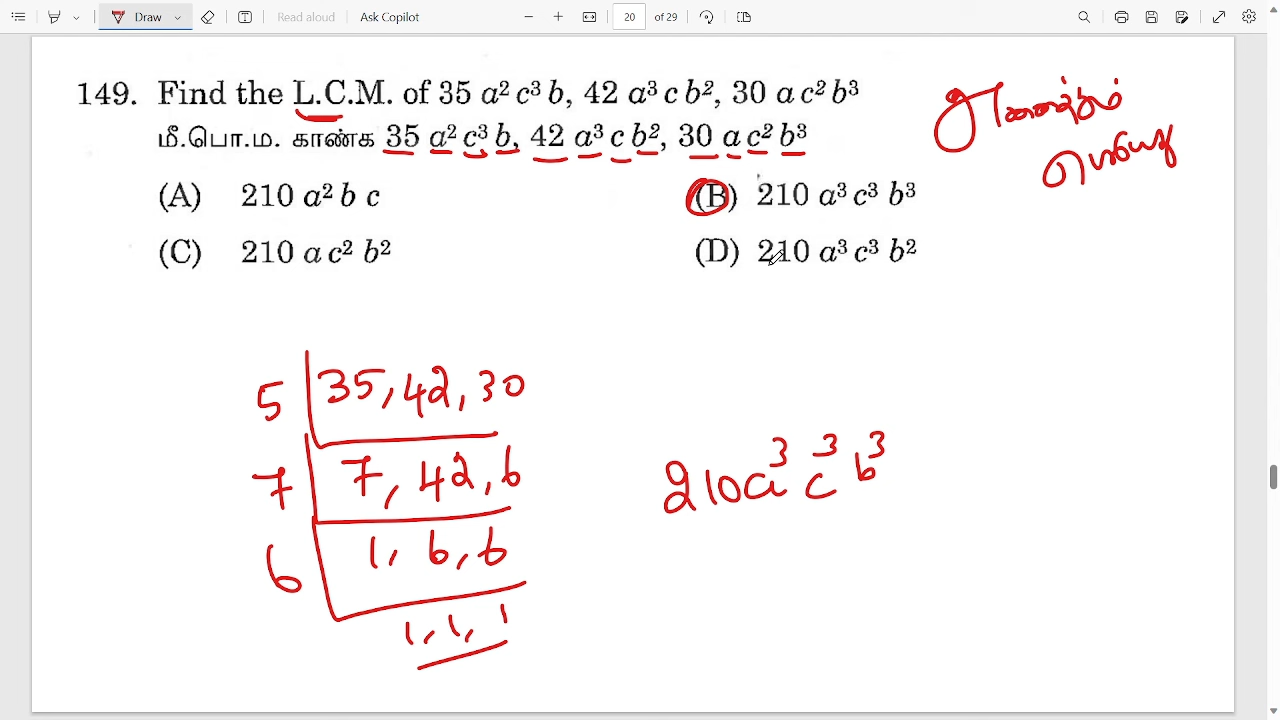 Draw
Read aloud
Ask Copilot
20
of 29
149. Find the L.C.M. of 35 a² c³ b, 42 a³ c b², 30 a c² b³
மீ.பொ.ம. காண்க 35 a² c³ b, 42 a³ c b², 30 a c² b³
(A) 210 a² b c
(B) 210 a³ c³ b³
(C) 210 a c² b²
(D) 210 a³ c³ b²
5 35, 42, 30
7 7, 42, 6
6 1, 6, 6
1, 1, 1
210a³ c³ b³